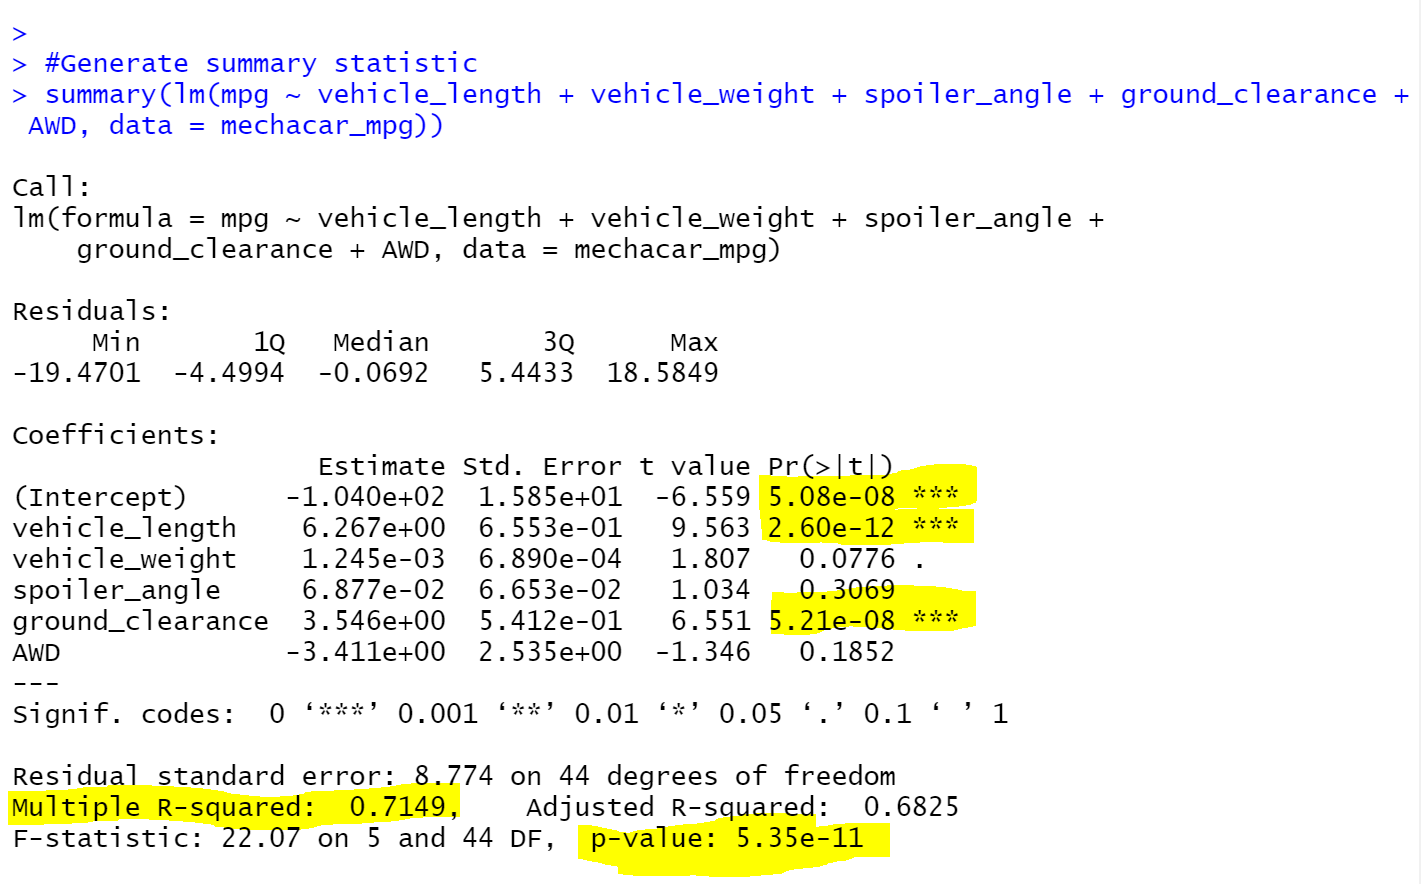 >
> #Generate summary statistic
> summary(lm(mpg ~ vehicle_length + vehicle_weight + spoiler_angle + ground_clearance +
 AWD, data = mechacar_mpg))

Call:
lm(formula = mpg ~ vehicle_length + vehicle_weight + spoiler_angle +
    ground_clearance + AWD, data = mechacar_mpg)

Residuals:
     Min       1Q   Median       3Q      Max
-19.4701  -4.4994  -0.0692   5.4433  18.5849

Coefficients:
                   Estimate Std. Error t value Pr(>|t|)
(Intercept)      -1.040e+02  1.585e+01  -6.559 5.08e-08 ***
vehicle_length    6.267e+00  6.553e-01   9.563 2.60e-12 ***
vehicle_weight    1.245e-03  6.890e-04   1.807   0.0776 .
spoiler_angle     6.877e-02  6.653e-02   1.034   0.3069
ground_clearance  3.546e+00  5.412e-01   6.551 5.21e-08 ***
AWD              -3.411e+00  2.535e+00  -1.346   0.1852
---
Signif. codes:  0 ‘***’ 0.001 ‘**’ 0.01 ‘*’ 0.05 ‘.’ 0.1 ‘ ’ 1

Residual standard error: 8.774 on 44 degrees of freedom
Multiple R-squared:  0.7149,    Adjusted R-squared:  0.6825
F-statistic: 22.07 on 5 and 44 DF,  p-value: 5.35e-11